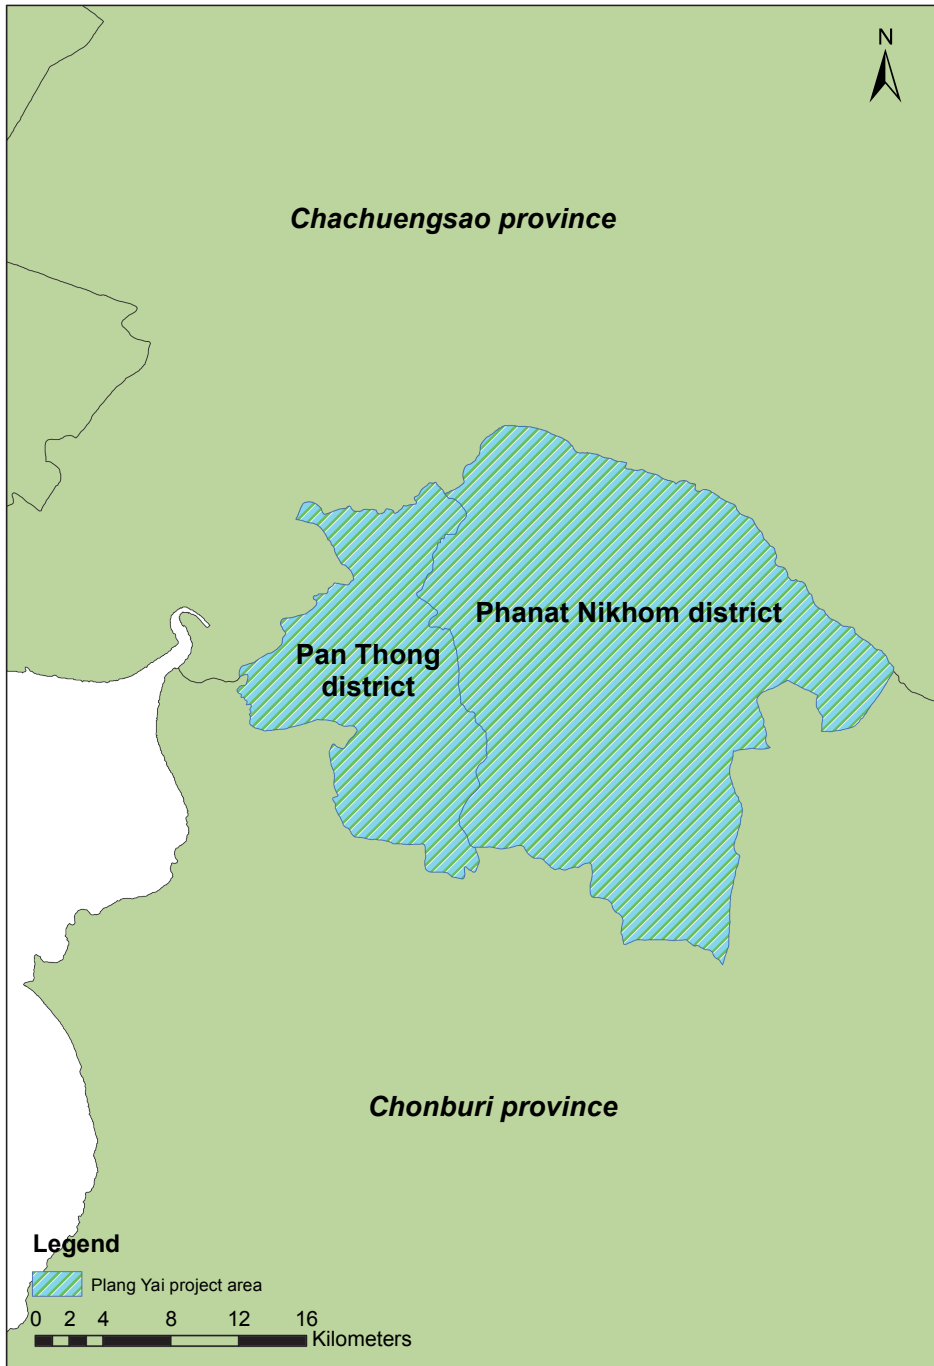 N
Chachuengsao province
Phanat Nikhom district
Pan Thong
district
Chonburi province
Legend
Plang Yai project area
0 2 4 8 12 16
Kilometers